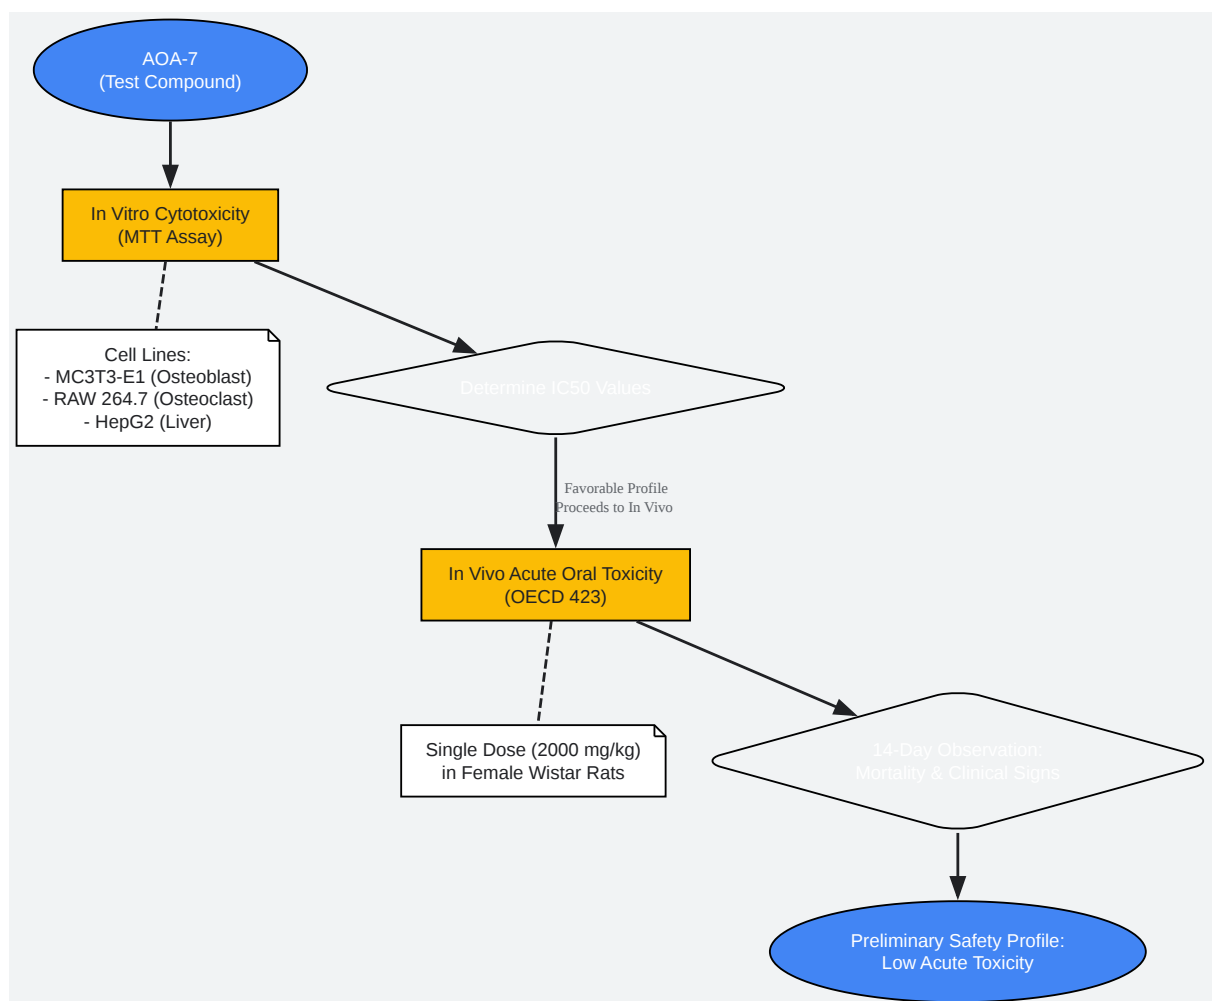 AOA-7
(Test Compound)
In Vitro Cytotoxicity
(MTT Assay)
Cell Lines:
- MC3T3-E1 (Osteoblast)
- RAW 264.7 (Osteoclast)
- HepG2 (Liver)
Determine IC50 Values
Favorable Profile
Proceeds to In Vivo
In Vivo Acute Oral Toxicity
(OECD 423)
Single Dose (2000 mg/kg)
in Female Wistar Rats
14-Day Observation:
Mortality & Clinical Signs
Preliminary Safety Profile:
Low Acute Toxicity